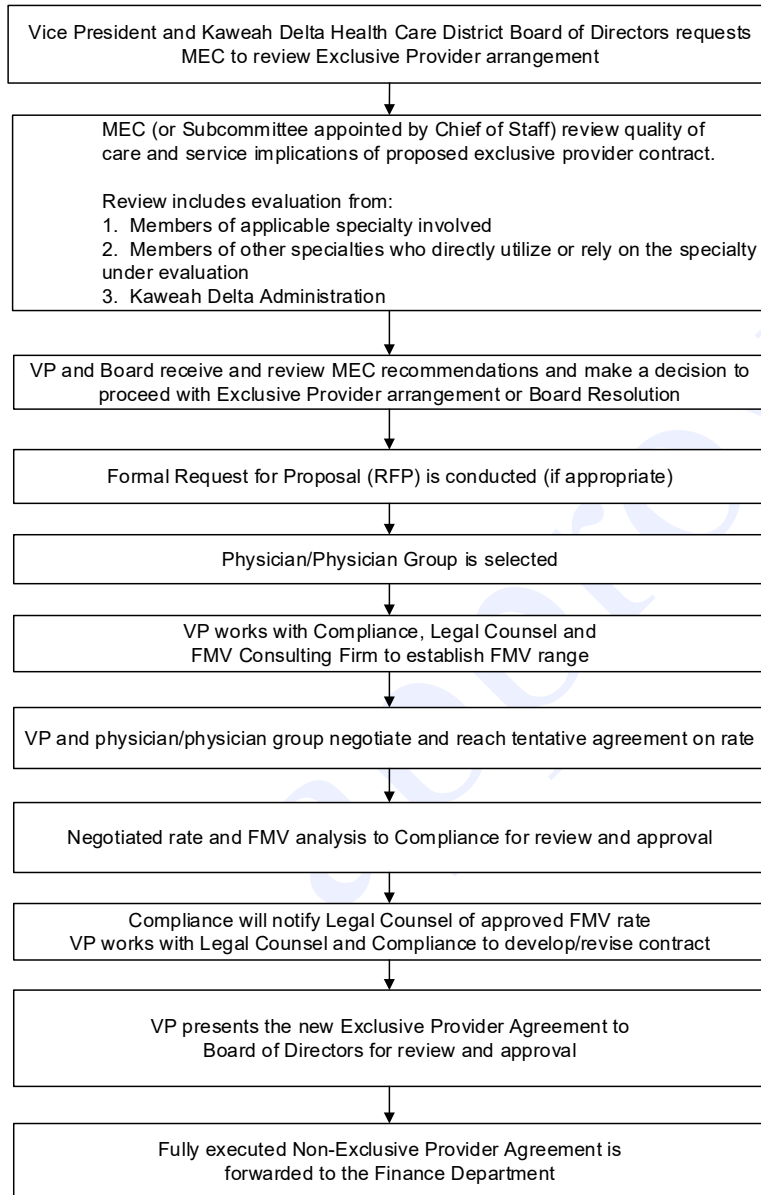 Vice President and Kaweah Delta Health Care District Board of Directors requests
MEC to review Exclusive Provider arrangement
MEC (or Subcommittee appointed by Chief of Staff) review quality of
care and service implications of proposed exclusive provider contract.
Review includes evaluation from:
1. Members of applicable specialty involved
2. Members of other specialties who directly utilize or rely on the specialty
under evaluation
3. Kaweah Delta Administration
VP and Board receive and review MEC recommendations and make a decision to
proceed with Exclusive Provider arrangement or Board Resolution
Formal Request for Proposal (RFP) is conducted (if appropriate)
Physician/Physician Group is selected
VP works with Compliance, Legal Counsel and
FMV Consulting Firm to establish FMV range
VP and physician/physician group negotiate and reach tentative agreement on rate
Negotiated rate and FMV analysis to Compliance for review and approval
Compliance will notify Legal Counsel of approved FMV rate
VP works with Legal Counsel and Compliance to develop/revise contract
VP presents the new Exclusive Provider Agreement to
Board of Directors for review and approval
Fully executed Non-Exclusive Provider Agreement is
forwarded to the Finance Department